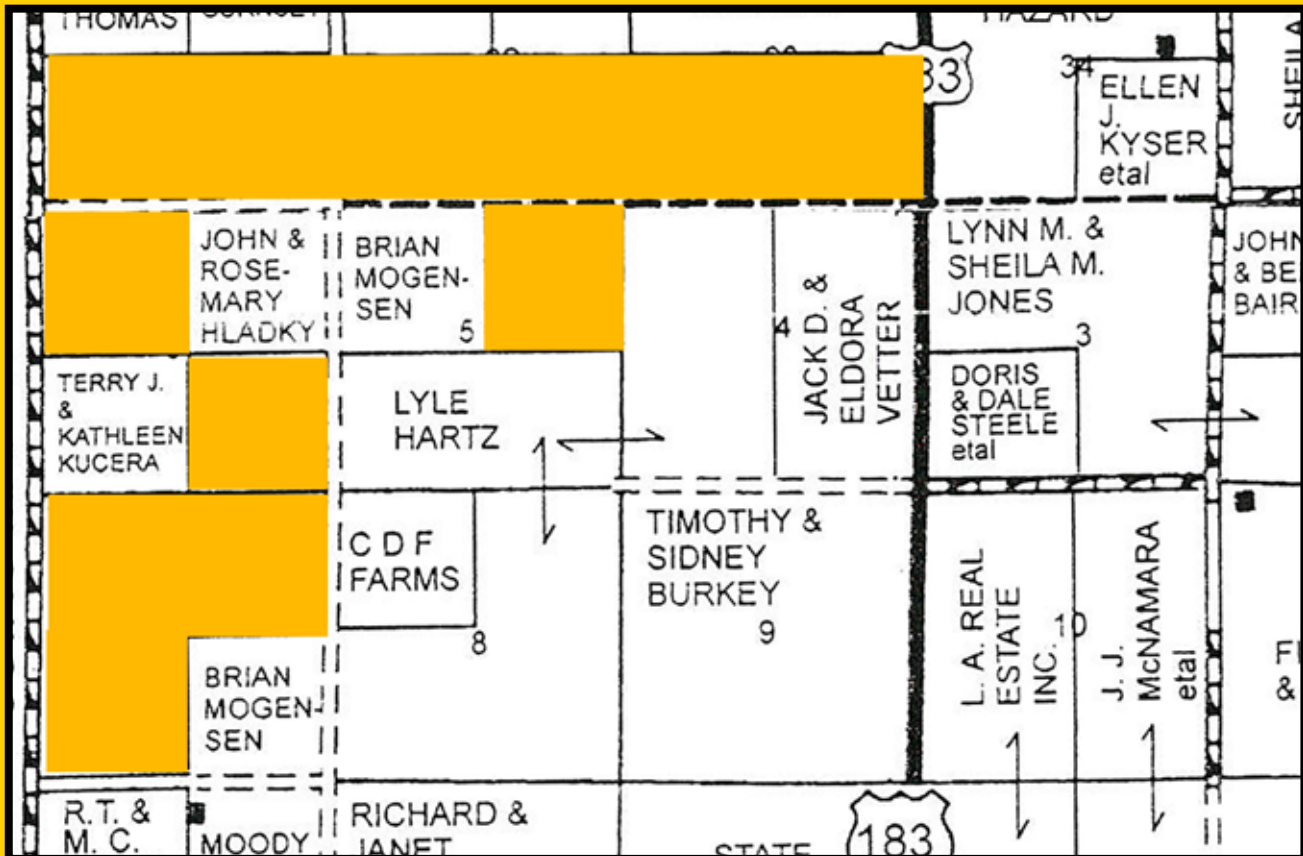 THOMAS
HAZARD
34
ELLEN
J.
KYSER
etal
JOHN &
ROSE-
MARY
HLADKY
BRIAN
MOGEN-
SEN
5
4
JACK D. &
ELDORA
VETTER
LYNN M. &
SHEILA M.
JONES
3
JOHN
& BE
BAIR
TERRY J.
&
KATHLEEN
KUCERA
LYLE
HARTZ
DORIS
& DALE
STEELE
etal
C D F
FARMS
8
TIMOTHY &
SIDNEY
BURKEY
9
L. A. REAL
ESTATE
INC.
10
J. J.
McNAMARA
etal
&
BRIAN
MOGEN-
SEN
R.T. &
M. C.
MOODY
RICHARD &
JANET
STATE
183